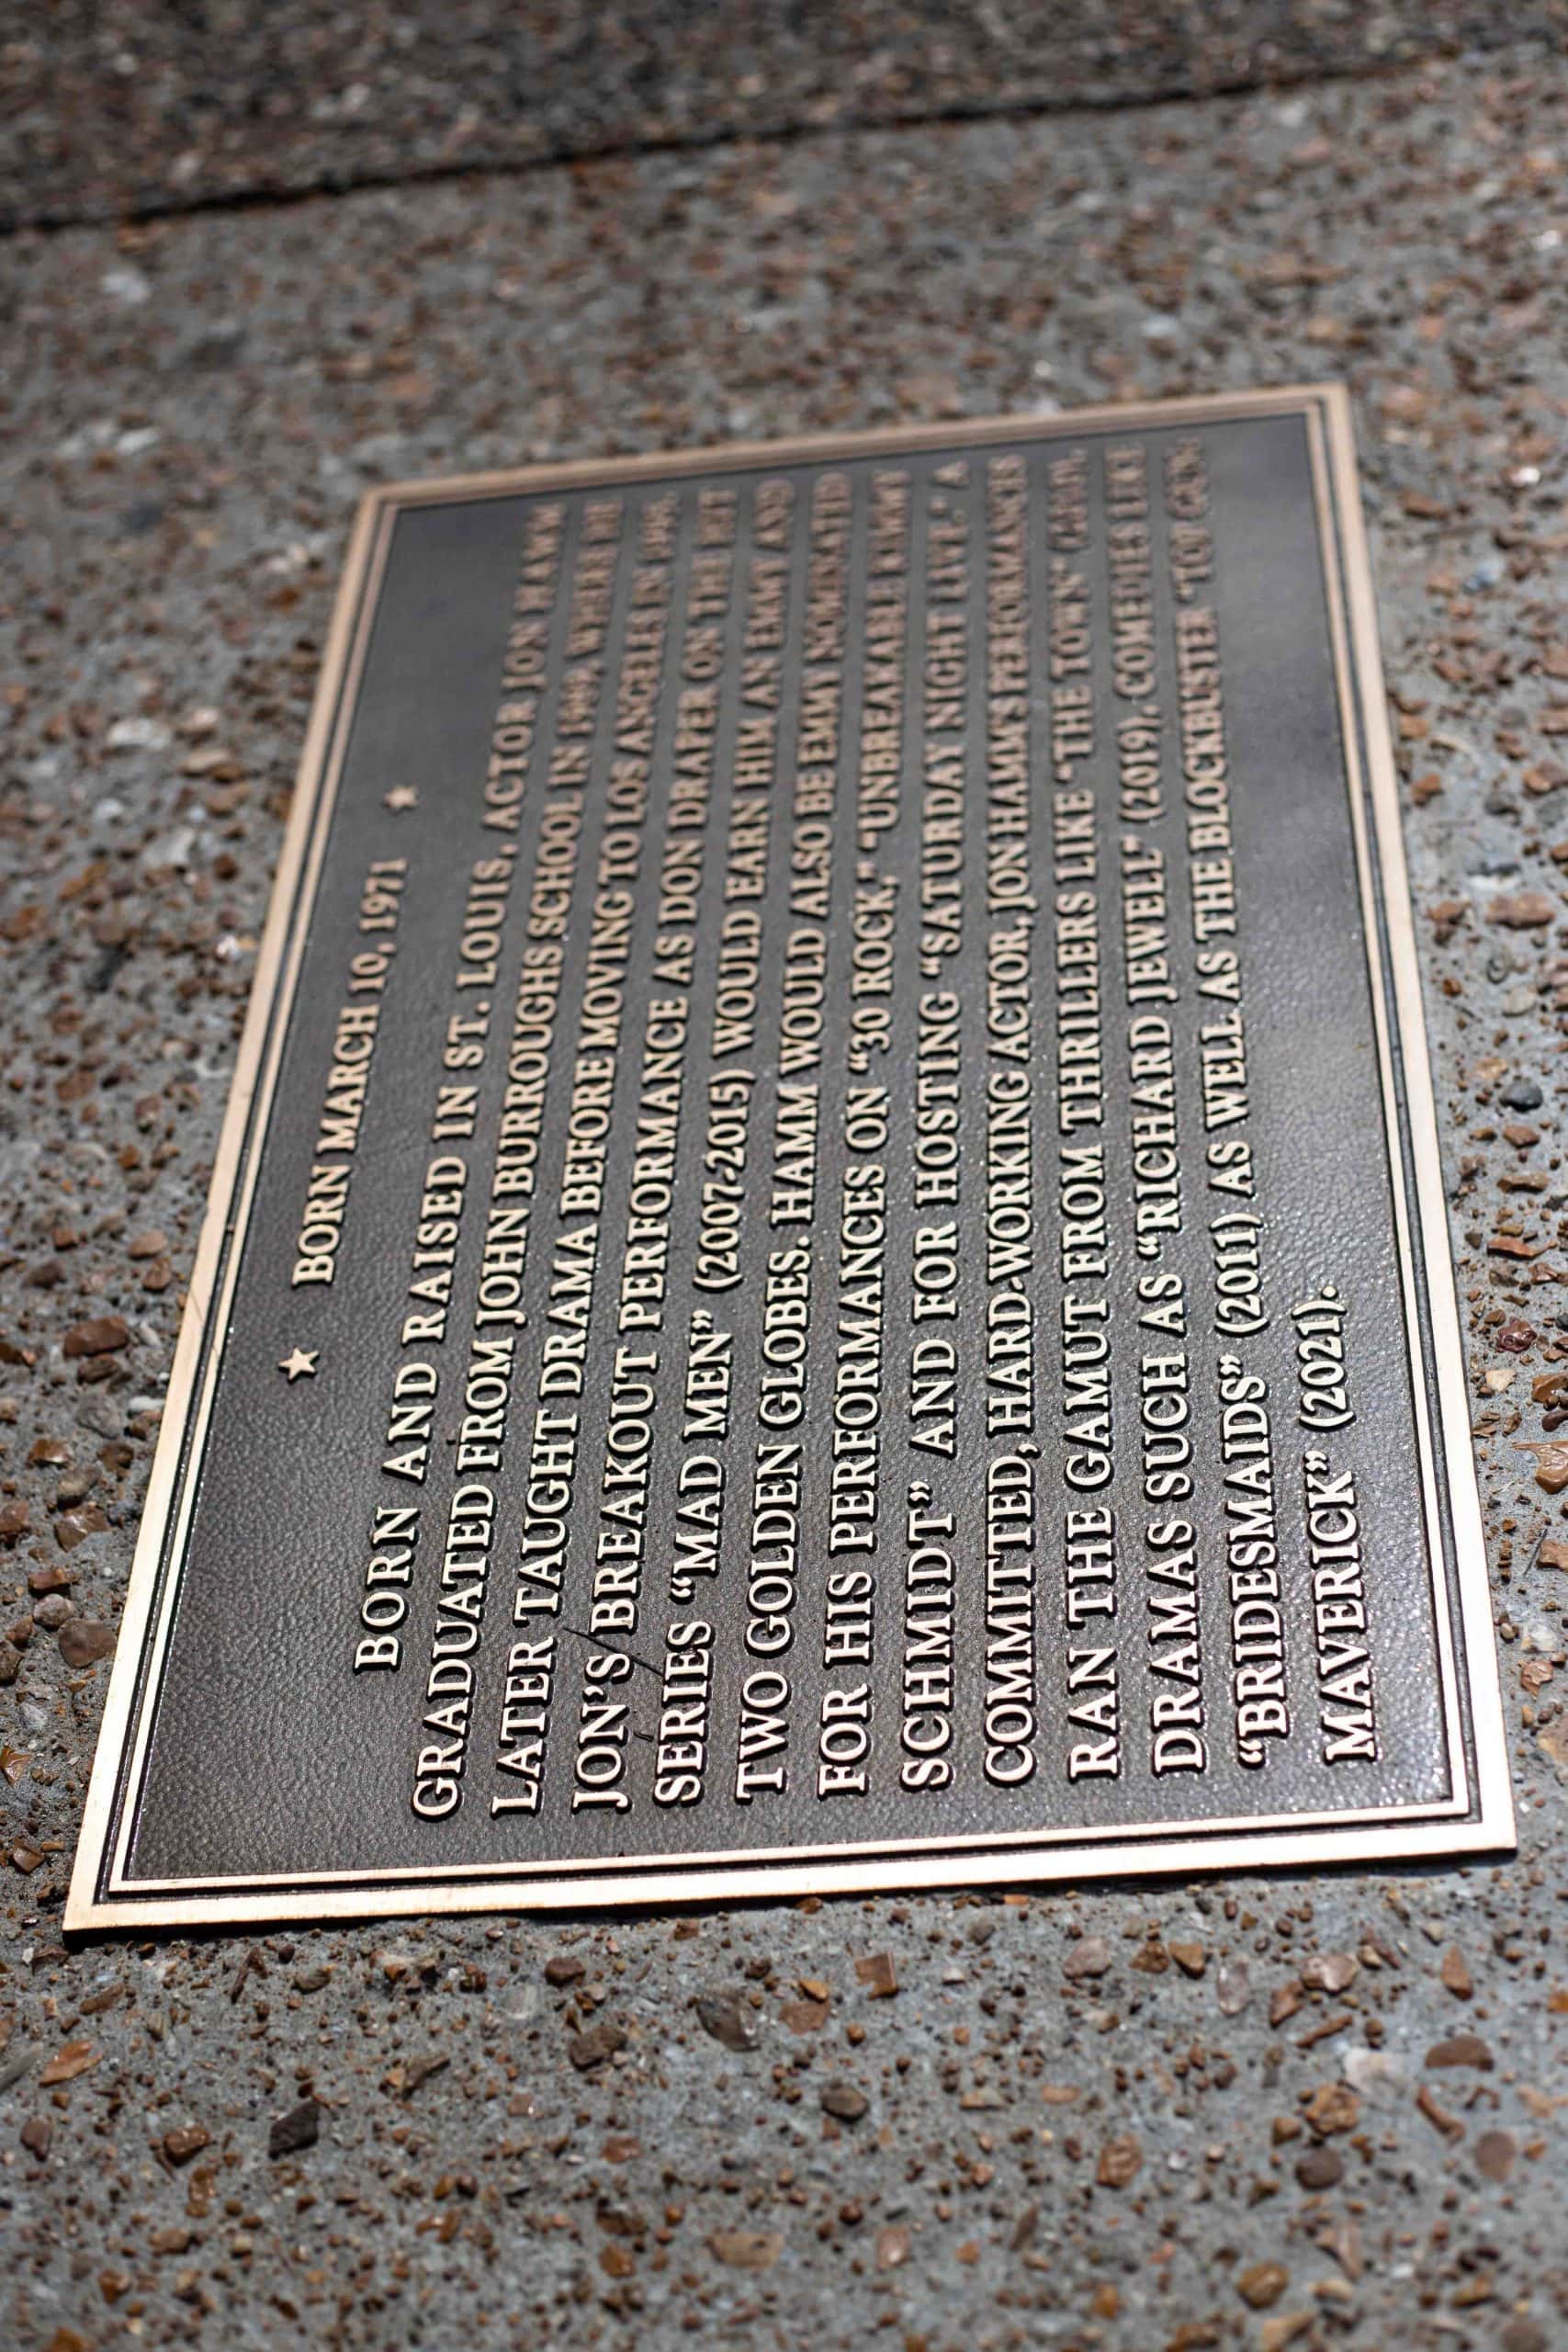 ★ BORN MARCH 10, 1971 ★
BORN AND RAISED IN ST. LOUIS, ACTOR JON HAMM
GRADUATED FROM JOHN BURROUGHS SCHOOL IN 1989, WHERE HE
LATER TAUGHT DRAMA BEFORE MOVING TO LOS ANGELES IN 1995.
JON'S BREAKOUT PERFORMANCE AS DON DRAPER ON THE HIT
SERIES “MAD MEN” (2007-2015) WOULD EARN HIM AN EMMY AND
TWO GOLDEN GLOBES. HAMM WOULD ALSO BE EMMY NOMINATED
FOR HIS PERFORMANCES ON “30 ROCK,” “UNBREAKABLE KIMMY
SCHMIDT” AND FOR HOSTING “SATURDAY NIGHT LIVE.” A
COMMITTED, HARD-WORKING ACTOR, JON HAMM'S PERFORMANCES
RAN THE GAMUT FROM THRILLERS LIKE “THE TOWN” (2010),
DRAMAS SUCH AS “RICHARD JEWELL” (2019), COMEDIES LIKE
“BRIDESMAIDS” (2011) AS WELL AS THE BLOCKBUSTER “TOP GUN:
MAVERICK” (2021).